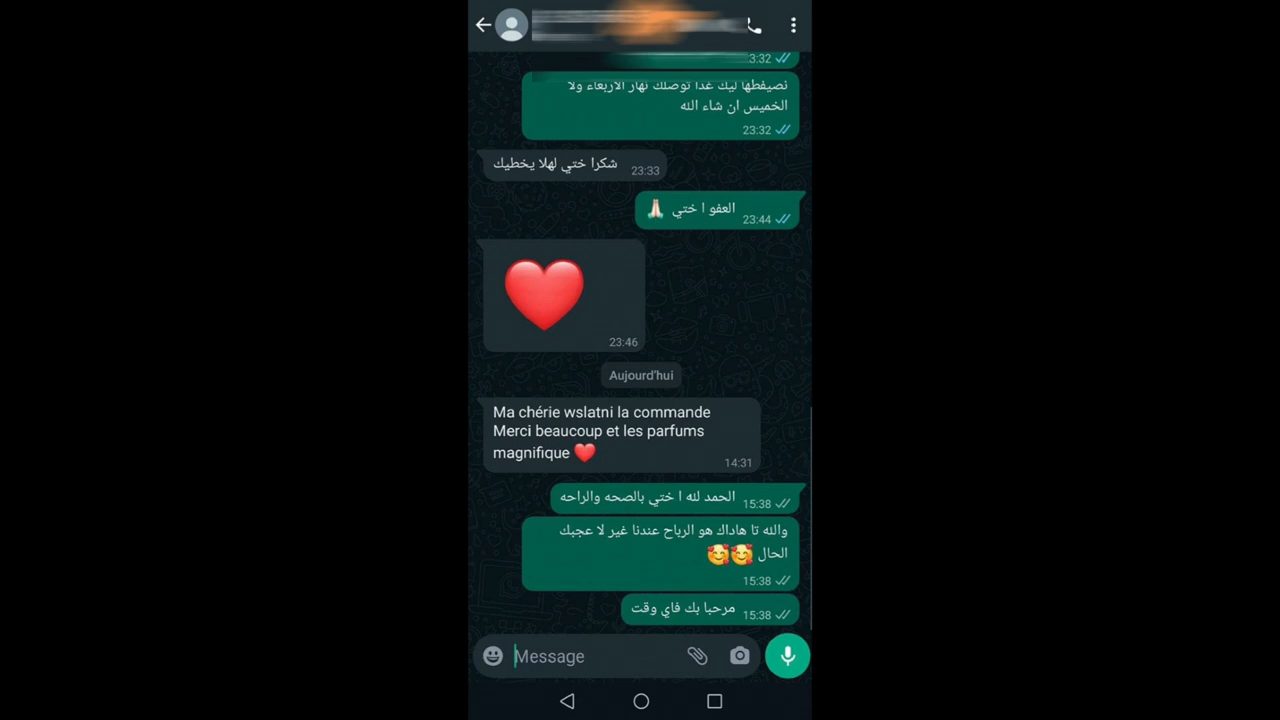 23:32
نصيفطها ليك غدا توصلك نهار الاربعاء ولا
الخميس ان شاء الله
23:32
شكرا ختي لهلا يخطيك
23:33
العفو ا ختي 🙏🏻
23:44
❤️
23:46
Aujourd'hui
Ma chérie wslatni la commande
Merci beaucoup et les parfums
magnifique ❤️
14:31
الحمد لله ا ختي بالصحه والراحه
15:38
والله تا هاداك هو الرباح عندنا غير لا عجبك
الحال 🥰🥰
15:38
مرحبا بك فاي وقت
15:38
Message